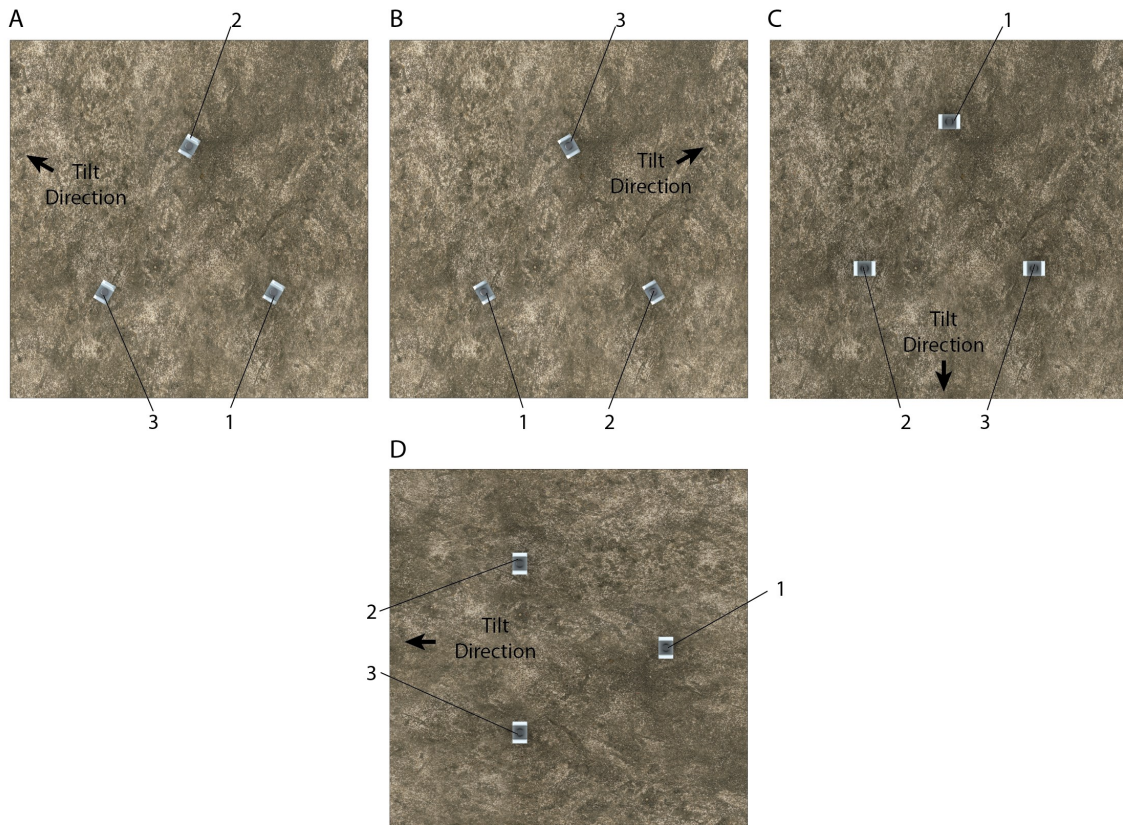 A
2
Tilt
Direction
3
1
B
3
Tilt
Direction
1
2
C
1
Tilt
Direction
2
3
D
2
1
Tilt
Direction
3